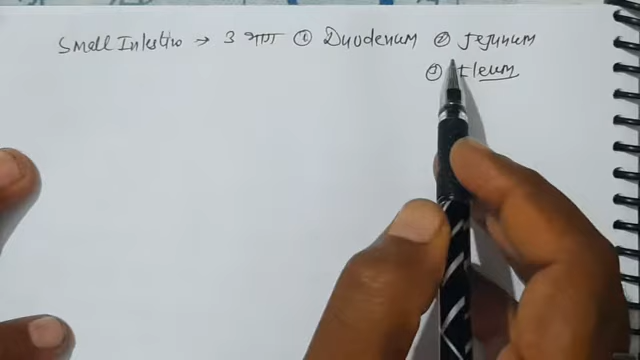 Small Intestine → 3 भाग ① Duodenum ② Jejunum
③ Ileum